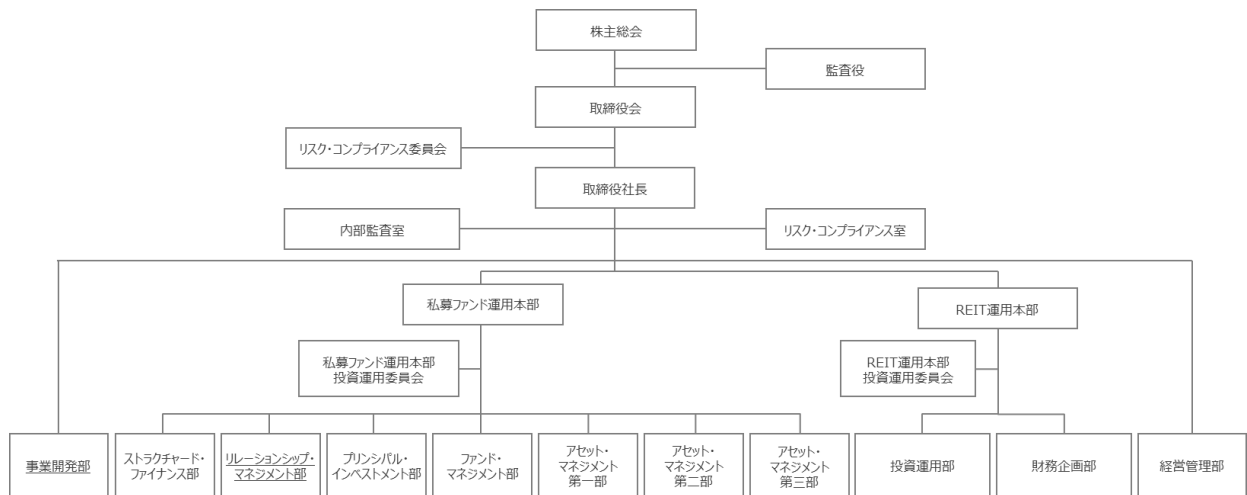 株主総会
監査役
取締役会
リスク・コンプライアンス委員会
取締役社長
内部監査室
リスク・コンプライアンス室
私募ファンド運用本部
REIT運用本部
私募ファンド運用本部
投資運用委員会
REIT運用本部
投資運用委員会
事業開発部
ストラクチャード・
ファイナンス部
リレーションシップ・
マネジメント部
プリンシパル・
インベストメント部
ファンド・
マネジメント部
アセット・
マネジメント
第一部
アセット・
マネジメント
第二部
アセット・
マネジメント
第三部
投資運用部
財務企画部
経営管理部